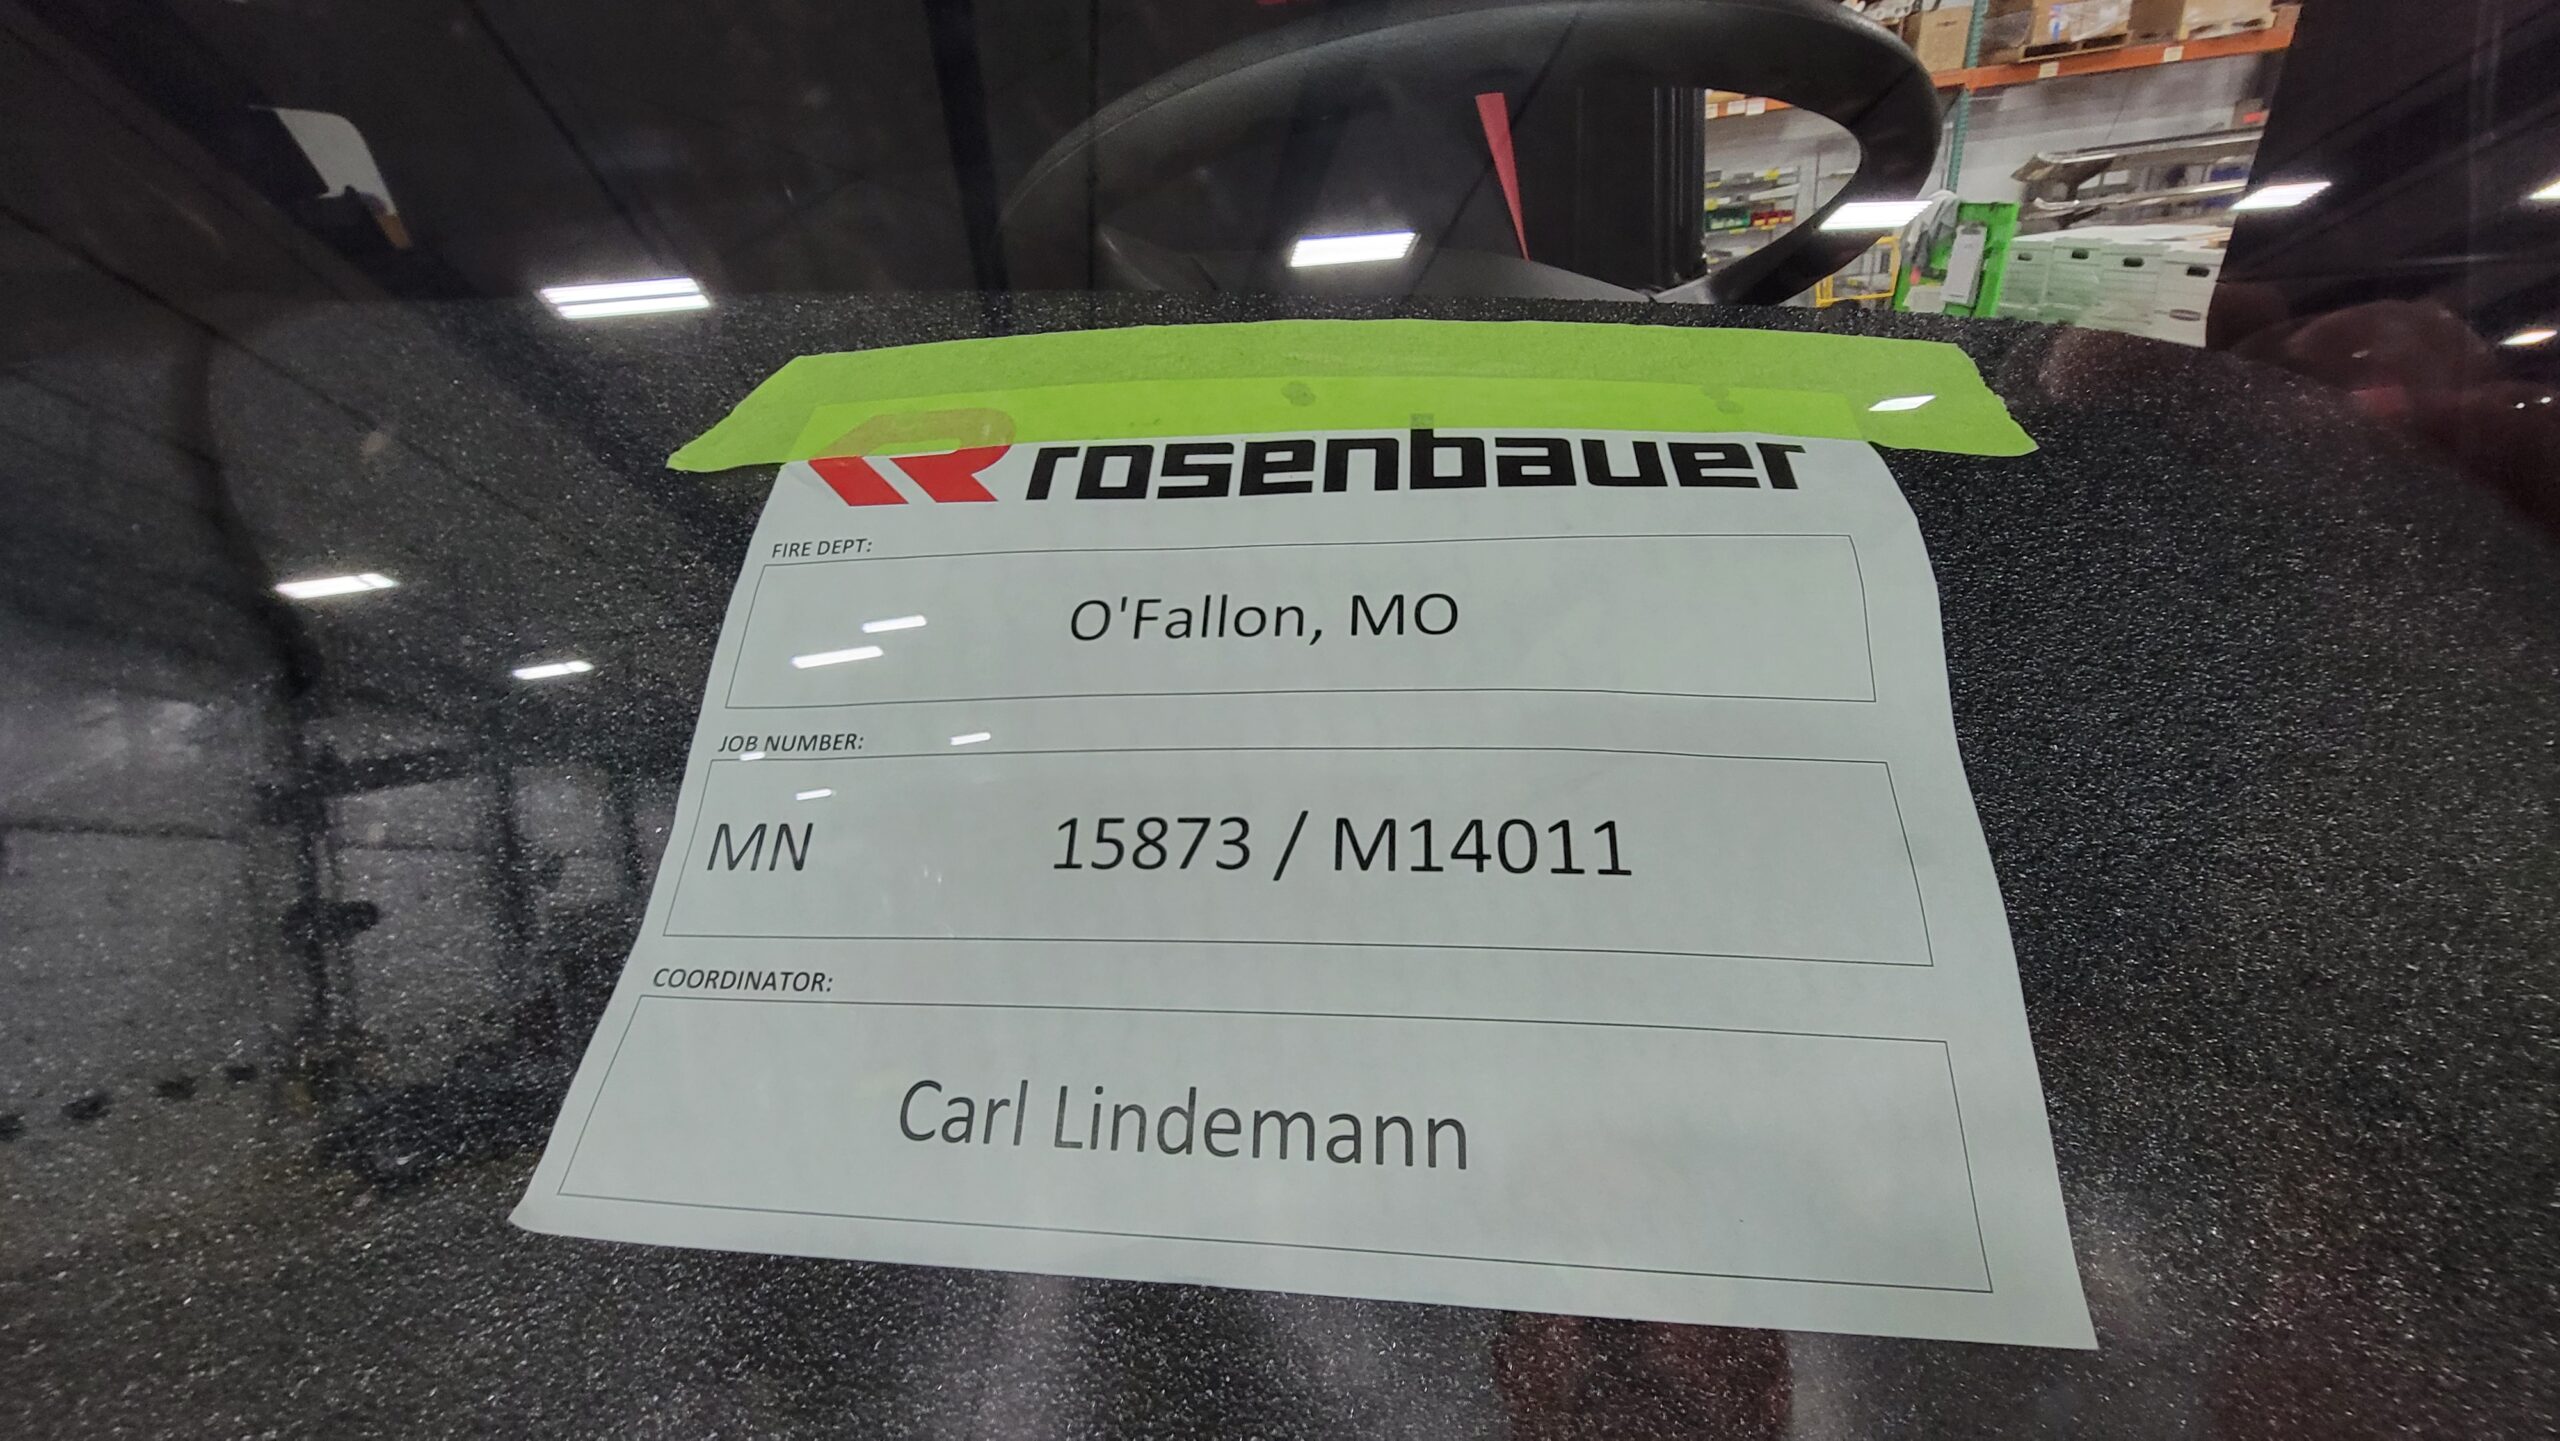 rosenbauer
FIRE DEPT:
O'Fallon, MO
JOB NUMBER:
MN 15873 / M14011
COORDINATOR:
Carl Lindemann